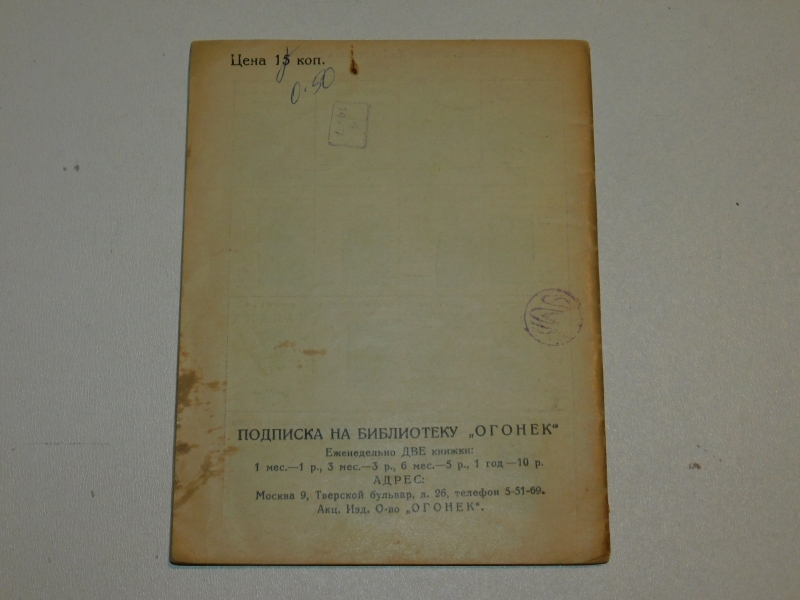 Цена 15 коп.
0-50
ПОДПИСКА НА БИБЛИОТЕКУ „ОГОНЕК"
Еженедельно ДВЕ книжки:
1 мес.—1 р., 3 мес.—3 р., 6 мес.—5 р., 1 год—10 р.
АДРЕС:
Москва 9, Тверской бульвар, д. 26, телефон 5-51-69.
Акц. Изд. О-во „ОГОНЕК".